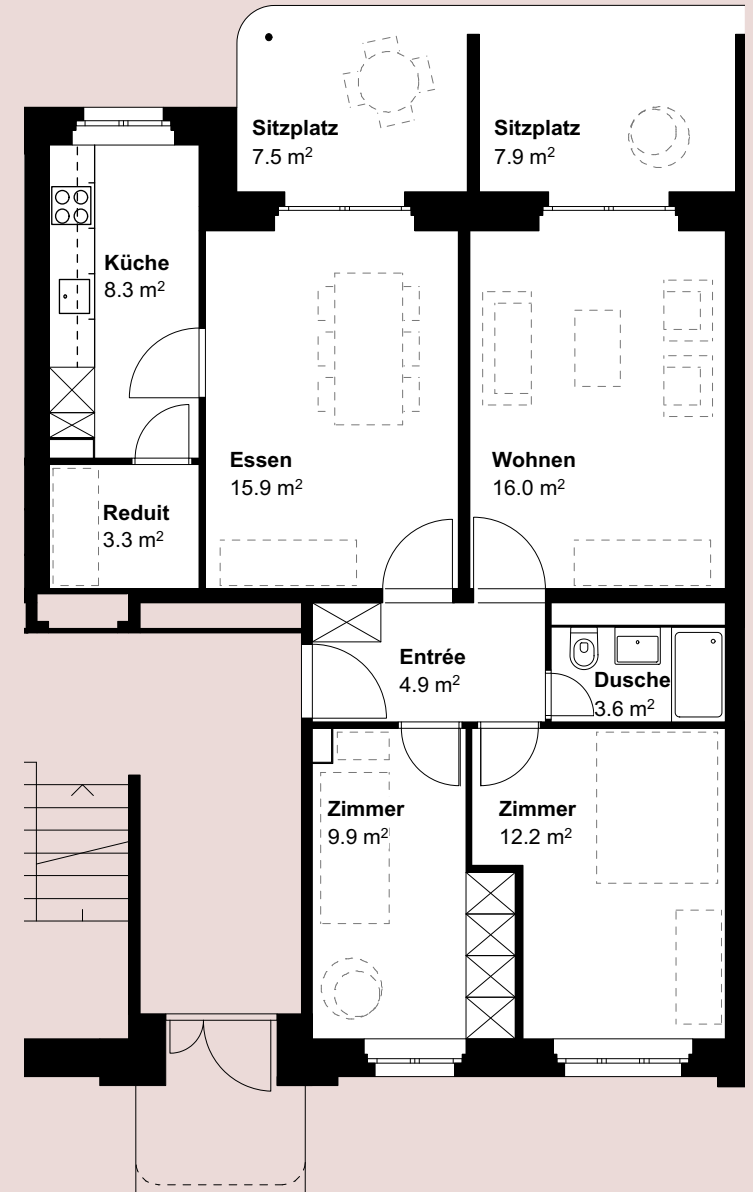 Sitzplatz
7.5 m²
Sitzplatz
7.9 m²
Küche
8.3 m²
Essen
15.9 m²
Wohnen
16.0 m²
Reduit
3.3 m²
Entrée
4.9 m²
Dusche
3.6 m²
Zimmer
9.9 m²
Zimmer
12.2 m²